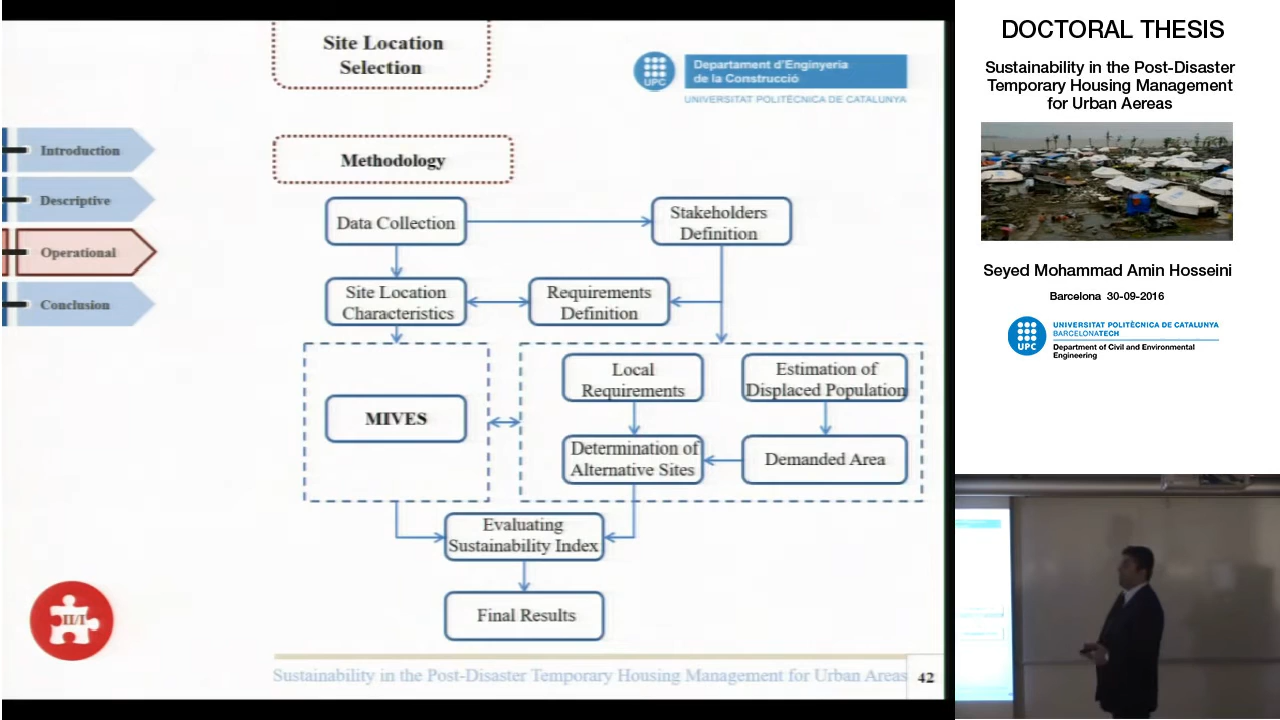 Site Location
Selection
UPC
Departament d'Enginyeria
de la Construcció
UNIVERSITAT POLITÈCNICA DE CATALUNYA
Introduction
Descriptive
Operational
Conclusion
Methodology
Data Collection
Stakeholders
Definition
Site Location
Characteristics
Requirements
Definition
MIVES
Local
Requirements
Estimation of
Displaced Population
Determination of
Alternative Sites
Demanded Area
Evaluating
Sustainability Index
Final Results
II/I
Sustainability in the Post-Disaster Temporary Housing Management for Urban Areas
42
DOCTORAL THESIS
Sustainability in the Post-Disaster
Temporary Housing Management
for Urban Aereas
Seyed Mohammad Amin Hosseini
Barcelona 30-09-2016
UPC
UNIVERSITAT POLITÈCNICA DE CATALUNYA
BARCELONATECH
Department of Civil and Environmental
Engineering